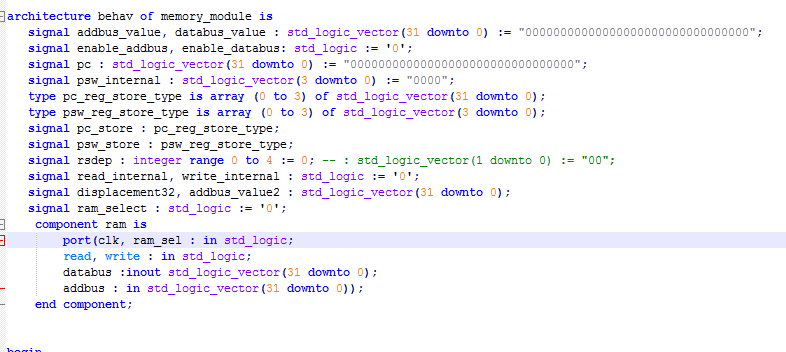 architecture behav of memory_module is
signal addbus_value, databus_value : std_logic_vector(31 downto 0) := "00000000000000000000000000000000";
signal enable_addbus, enable_databus: std_logic := '0';
signal pc : std_logic_vector(31 downto 0) := "00000000000000000000000000000000";
signal psw_internal : std_logic_vector(3 downto 0) := "0000";
type pc_reg_store_type is array (0 to 3) of std_logic_vector(31 downto 0);
type psw_reg_store_type is array (0 to 3) of std_logic_vector(3 downto 0);
signal pc_store : pc_reg_store_type;
signal psw_store : psw_reg_store_type;
signal rsdep : integer range 0 to 4 := 0; -- : std_logic_vector(1 downto 0) := "00";
signal read_internal, write_internal : std_logic := '0';
signal displacement32, addbus_value2 : std_logic_vector(31 downto 0);
signal ram_select : std_logic := '0';
component ram is
port(clk, ram_sel : in std_logic;
read, write : in std_logic;
databus :inout std_logic_vector(31 downto 0);
addbus : in std_logic_vector(31 downto 0));
end component;
begin